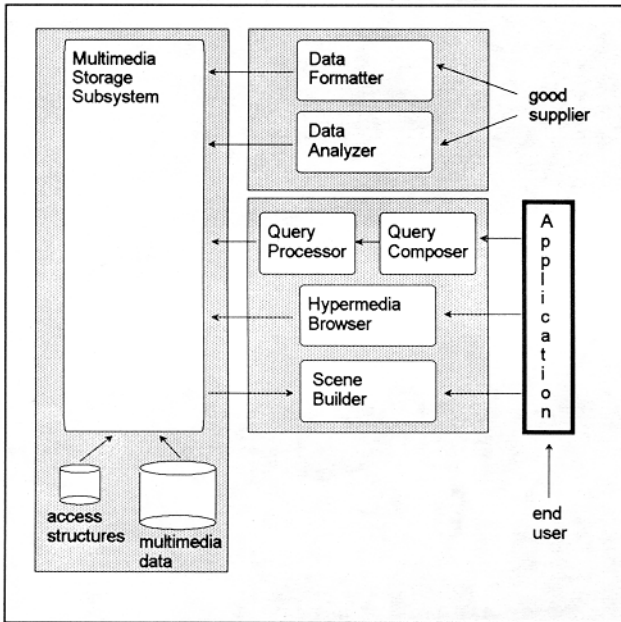 Multimedia
Storage
Subsystem
Data
Formatter
Data
Analyzer
good
supplier
Query
Processor
Query
Composer
Hypermedia
Browser
Scene
Builder
Application
access
structures
multimedia
data
end
user